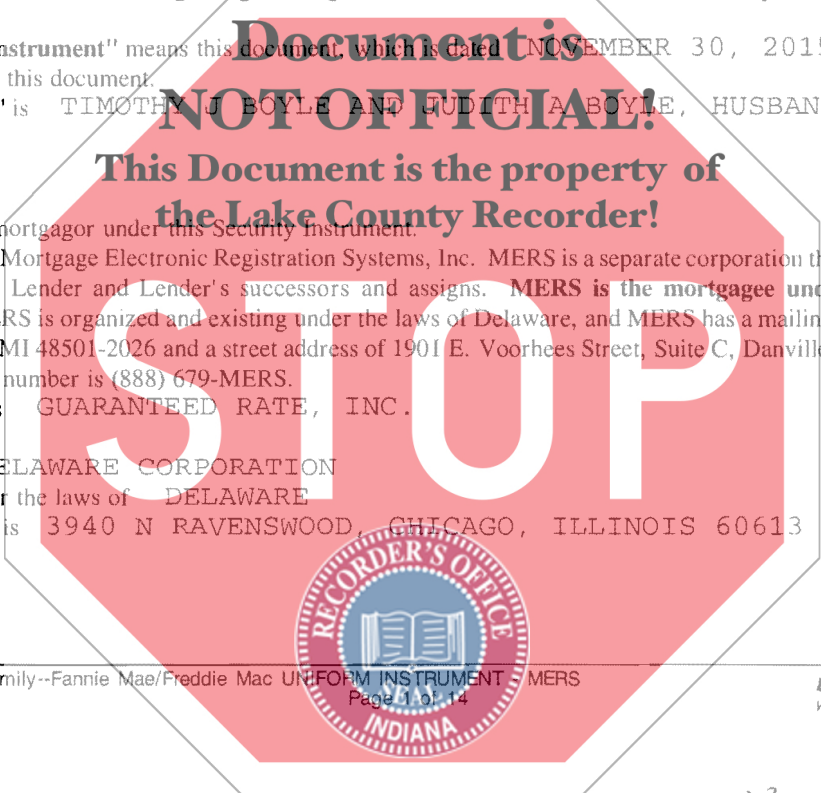 Document is
nstrument" means this document, which is dated NOVEMBER 30, 2015
this document.
NOT OFFICIAL!
is TIMOTHY J BOYLE AND JUDITH A BOYLE, HUSBAN
This Document is the property of
the Lake County Recorder!
ortgagor under this Security Instrument.
Mortgage Electronic Registration Systems, Inc. MERS is a separate corporation th
Lender and Lender's successors and assigns. MERS is the mortgagee und
RS is organized and existing under the laws of Delaware, and MERS has a mailin
MI 48501-2026 and a street address of 1901 E. Voorhees Street, Suite C, Danville
number is (888) 679-MERS.
STOP
GUARANTEED RATE, INC.
ELAWARE CORPORATION
r the laws of DELAWARE
is 3940 N RAVENSWOOD, CHICAGO, ILLINOIS 60613
RECORDER'S OFFICE
SEAL
INDIANA
mily--Fannie Mae/Freddie Mac UNIFORM INSTRUMENT - MERS
Page 1 of 14